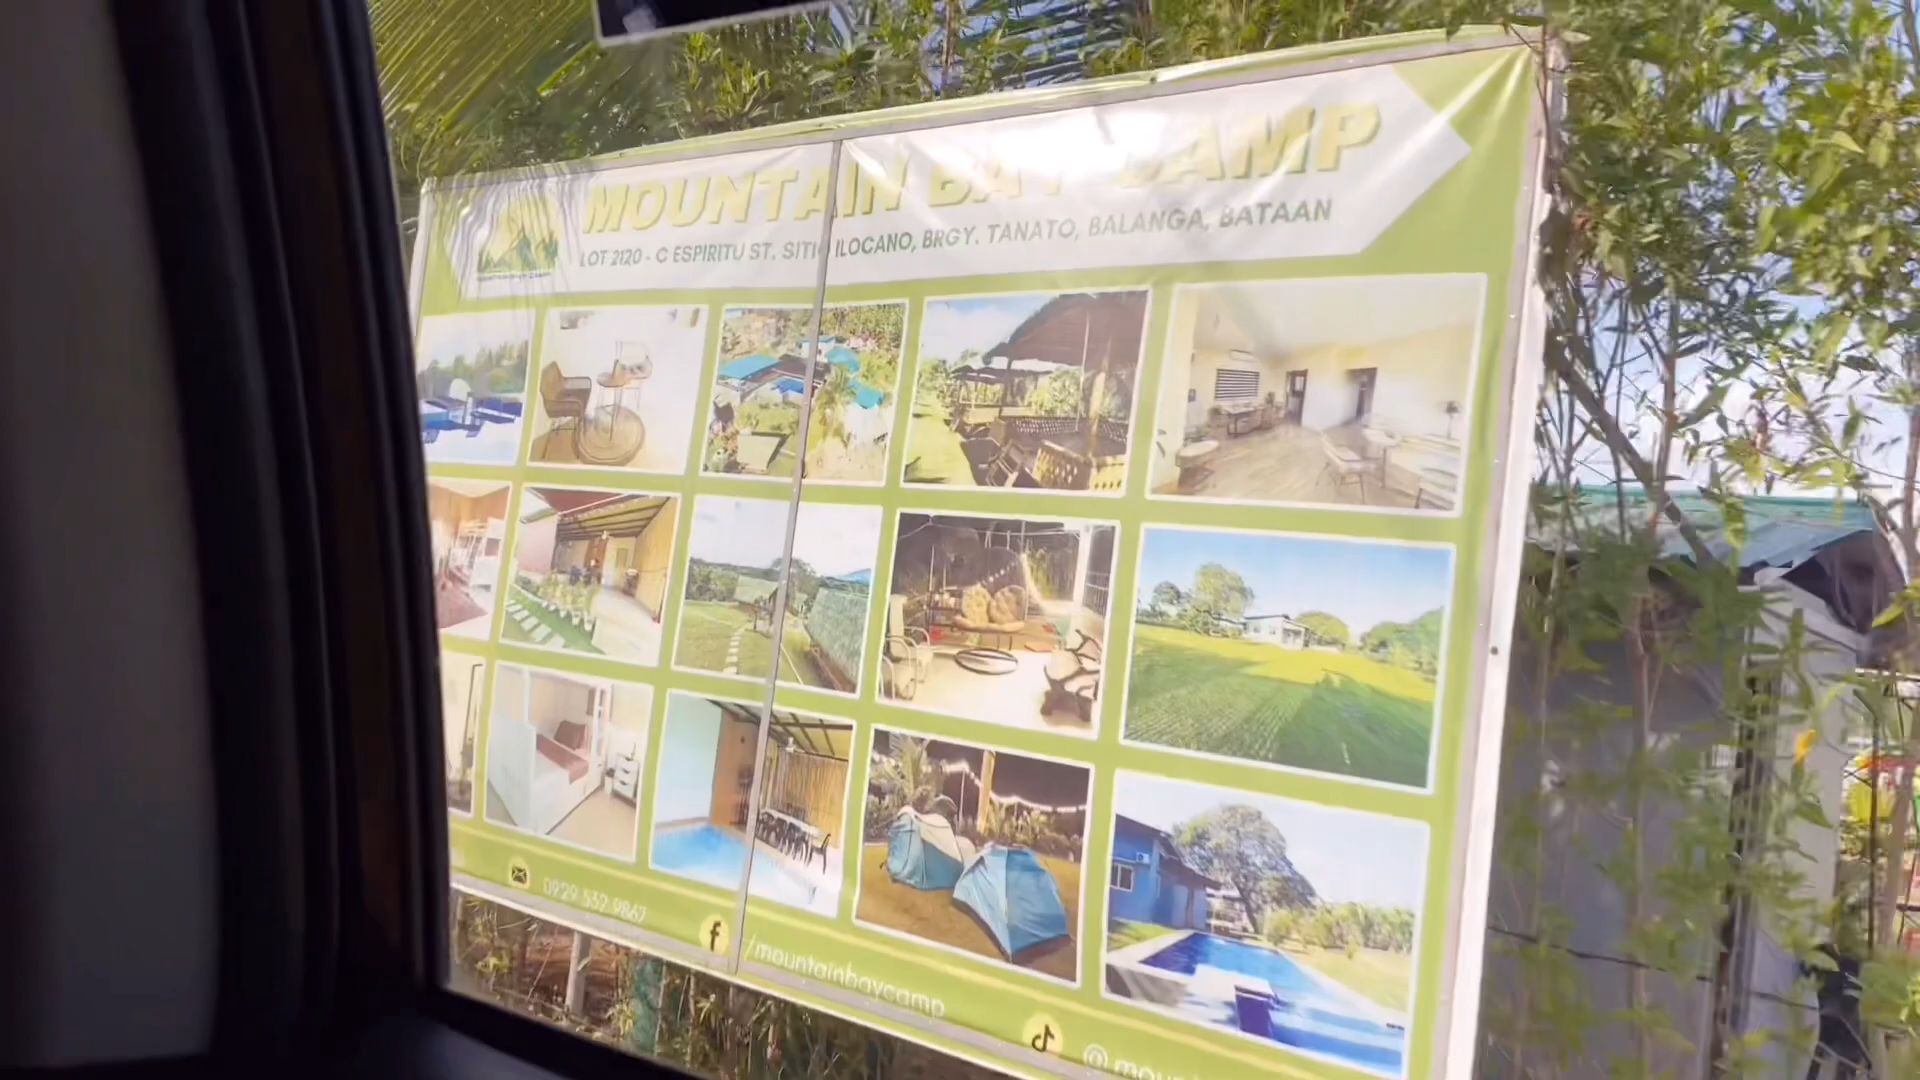 MOUNTAIN BAY CAMP
LOT 2120 - C ESPIRITU ST, SITIO ILOCANO, BRGY. TANATO, BALANGA, BATAAN
0929 532 9867
/mountainbaycamp